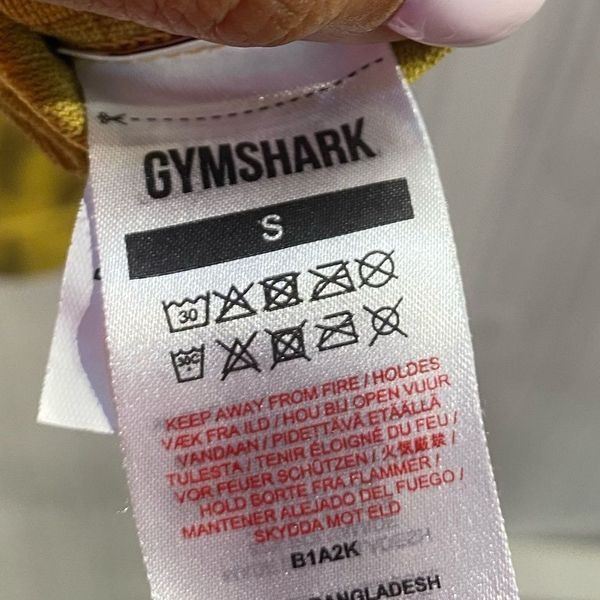 GYMSHARK
S
30
30C
KEEP AWAY FROM FIRE / HOLDES
VÆK FRA ILD / HOU BIJ OPEN VUUR
VANDAAN / PIDETTÄVÄ ETÄÄLLÄ
TULESTA / TENIR ÉLOIGNÉ DU FEU /
VOR FEUER SCHÜTZEN / 火気厳禁 /
HOLD BORTE FRA FLAMMER /
MANTENER ALEJADO DEL FUEGO /
SKYDDA MOT ELD
B1A2K
BANGLADESH